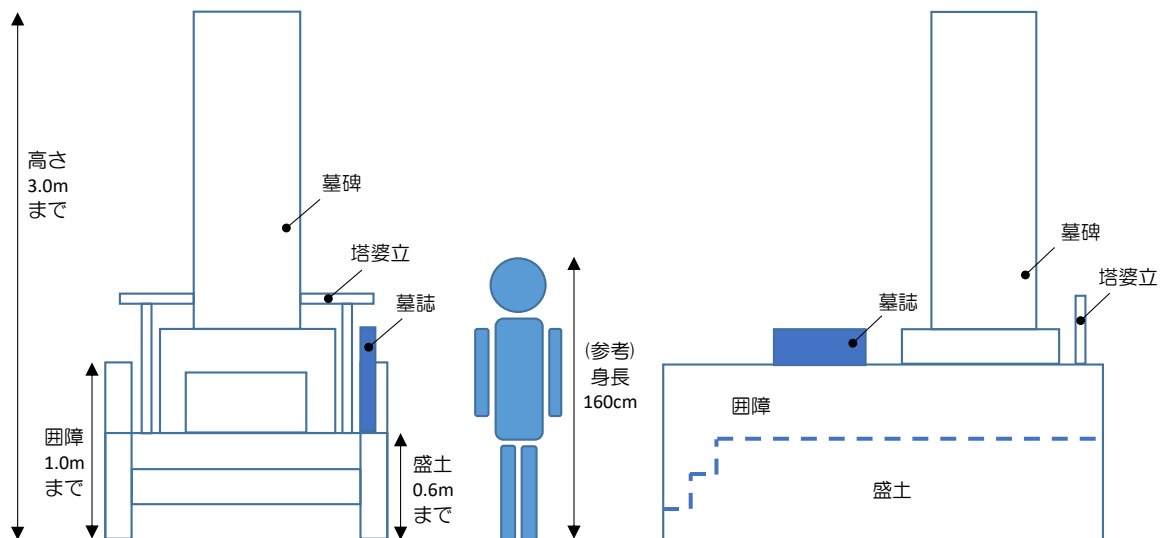 高さ
3.0m
まで
墓碑
塔婆立
墓誌
囲障
1.0m
まで
盛土
0.6m
まで
(参考)
身長
160cm
墓碑
塔婆立
墓誌
囲障
盛土